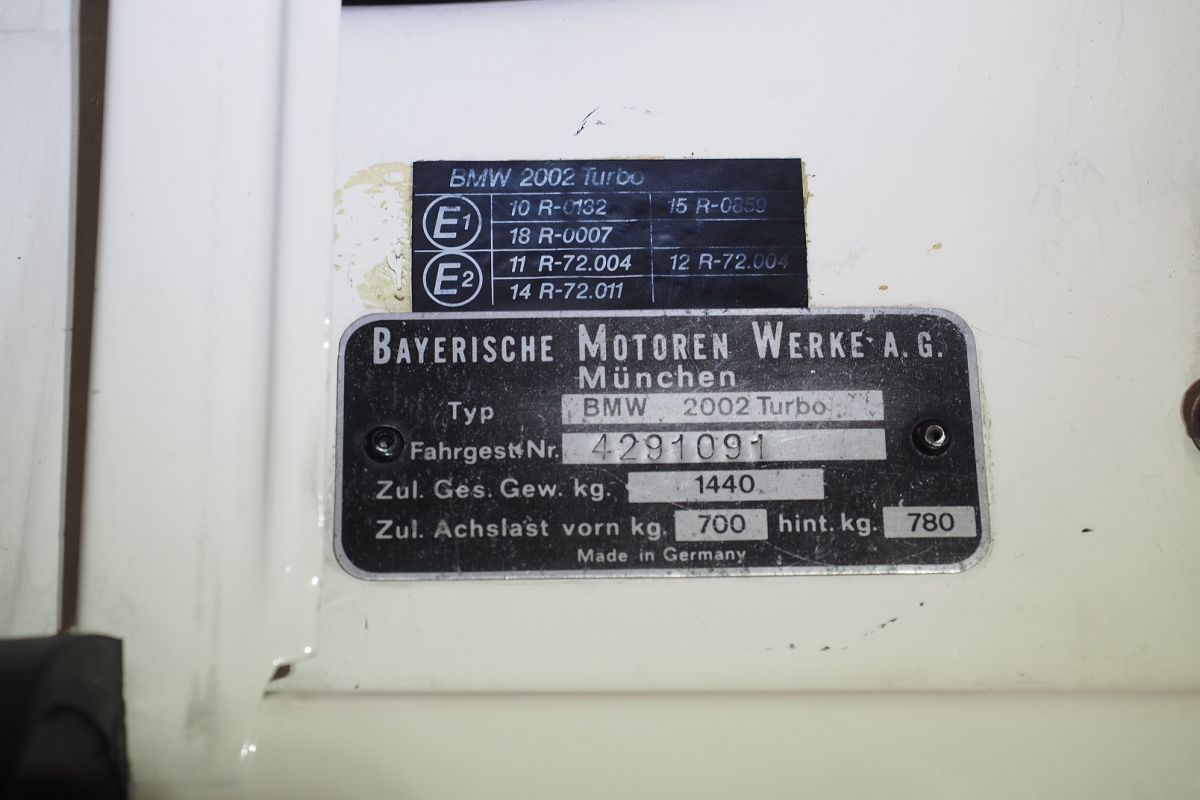 BMW 2002 Turbo
E1 10 R-0132 15 R-0859
18 R-0007
E2 11 R-72.004 12 R-72.004
14 R-72.011
BAYERISCHE MOTOREN WERKE A. G.
München
Typ BMW 2002 Turbo
Fahrgest.Nr. 4291091
Zul. Ges. Gew. kg. 1440
Zul. Achslast vorn kg. 700 hint. kg. 780
Made in Germany